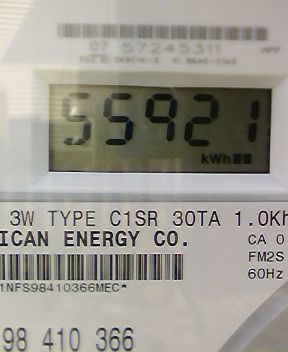 07 57245311
55921
kWh
3W TYPE C1SR 30TA 1.0Kh
ICAN ENERGY CO.
CA 0
FM2S
60Hz
1NFS98410366MEC*
98 410 366